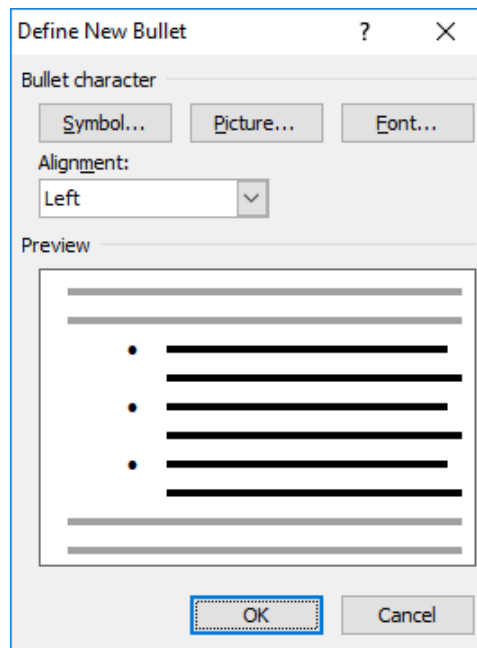 Define New Bullet ?
Bullet character
Symbol... Picture... Font...
Alignment:
Left
Preview
OK Cancel